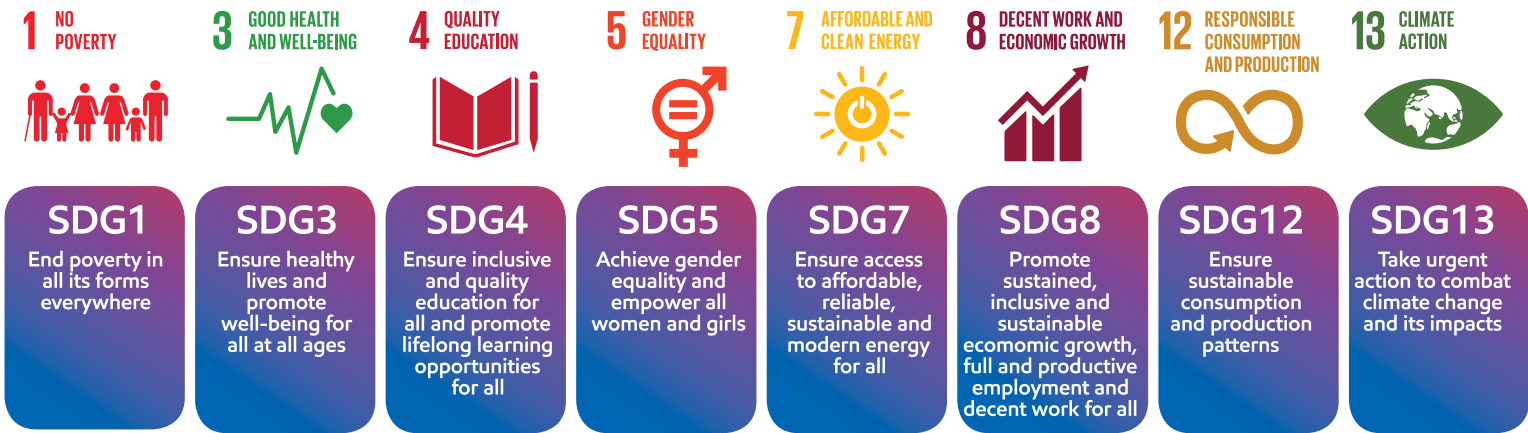 1 NO
POVERTY
3 GOOD HEALTH
AND WELL-BEING
4 QUALITY
EDUCATION
5 GENDER
EQUALITY
7 AFFORDABLE AND
CLEAN ENERGY
8 DECENT WORK AND
ECONOMIC GROWTH
12 RESPONSIBLE
CONSUMPTION
AND PRODUCTION
13 CLIMATE
ACTION
SDG1
End poverty in
all its forms
everywhere
SDG3
Ensure healthy
lives and
promote
well-being for
all at all ages
SDG4
Ensure inclusive
and quality
education for
all and promote
lifelong learning
opportunities
for all
SDG5
Achieve gender
equality and
empower all
women and girls
SDG7
Ensure access
to affordable,
reliable,
sustainable and
modern energy
for all
SDG8
Promote
sustained,
inclusive and
sustainable
ecomomic growth,
full and productive
employment and
decent work for all
SDG12
Ensure
sustainable
consumption
and production
patterns
SDG13
Take urgent
action to combat
climate change
and its impacts